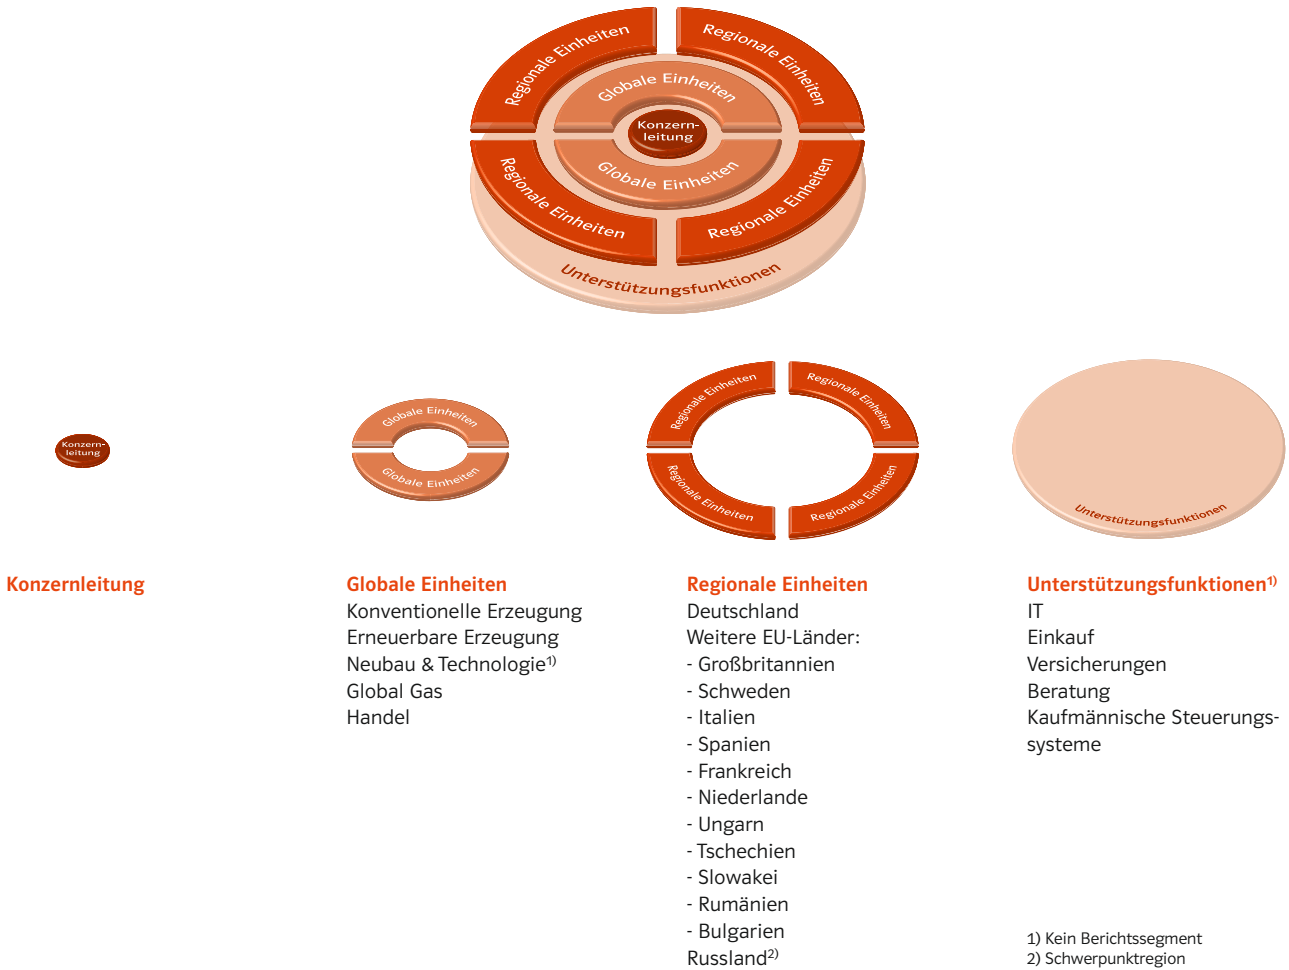 Regionale Einheiten
Regionale Einheiten
Globale Einheiten
Konzern-
leitung
Globale Einheiten
Regionale Einheiten
Regionale Einheiten
Unterstützungsfunktionen
Konzern-
leitung
Globale Einheiten
Globale Einheiten
Regionale Einheiten
Regionale Einheiten
Regionale Einheiten
Regionale Einheiten
Unterstützungsfunktionen
Konzernleitung
Globale Einheiten
Konventionelle Erzeugung
Erneuerbare Erzeugung
Neubau & Technologie1)
Global Gas
Handel
Regionale Einheiten
Deutschland
Weitere EU-Länder:
- Großbritannien
- Schweden
- Italien
- Spanien
- Frankreich
- Niederlande
- Ungarn
- Tschechien
- Slowakei
- Rumänien
- Bulgarien
Russland2)
Unterstützungsfunktionen1)
IT
Einkauf
Versicherungen
Beratung
Kaufmännische Steuerungs-
systeme
1) Kein Berichtssegment
2) Schwerpunktregion